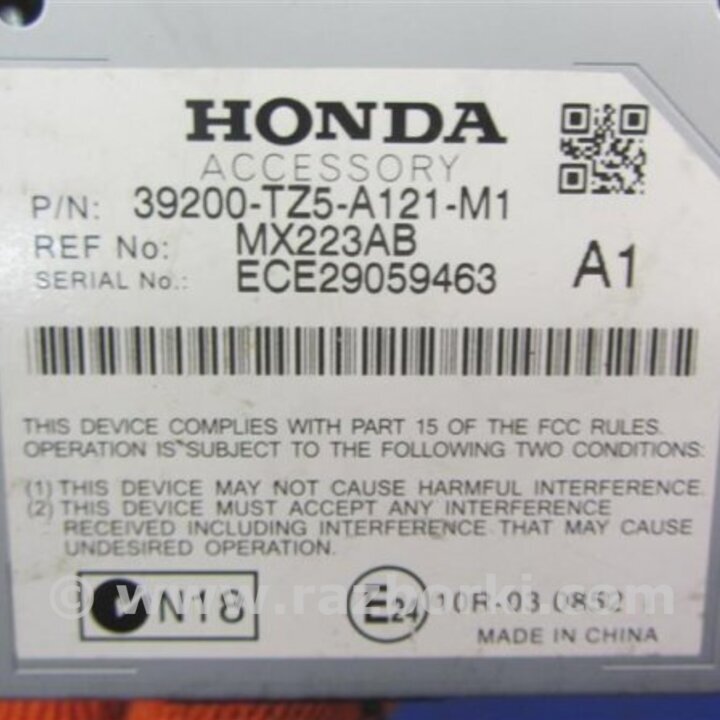 HONDA
ACCESSORY
P/N: 39200-TZ5-A121-M1
REF No: MX223AB
SERIAL No.: ECE29059463
A1
THIS DEVICE COMPLIES WITH PART 15 OF THE FCC RULES.
OPERATION IS SUBJECT TO THE FOLLOWING TWO CONDITIONS:
(1) THIS DEVICE MAY NOT CAUSE HARMFUL INTERFERENCE.
(2) THIS DEVICE MUST ACCEPT ANY INTERFERENCE
RECEIVED INCLUDING INTERFERENCE THAT MAY CAUSE
UNDESIRED OPERATION.
© www.razborki.com
N18
E24
10R-03 0852
MADE IN CHINA